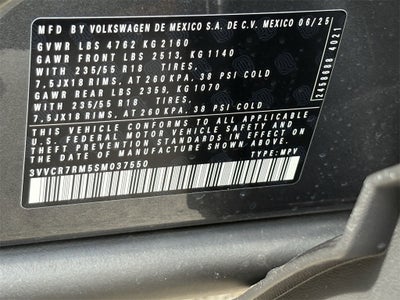 MFD BY VOLKSWAGEN DE MEXICO S.A. DE C.V. MEXICO 06/25
GVWR LBS 4762 KG 2160
GAWR FRONT LBS 2513, KG 1140
WITH 235/55 R18 TIRES,
7,5JX18 RIMS, AT 260 KPA, 38 PSI COLD
GAWR REAR LBS 2359, KG 1070
WITH 235/55 R18 TIRES,
7,5JX18 RIMS, AT 260 KPA, 38 PSI COLD
THIS VEHICLE CONFORMS TO ALL APPLICABLE
U.S. FEDERAL MOTOR VEHICLE SAFETY AND
THEFT PREVENTION STANDARDS IN EFFECT
ON THE DATE OF MANUFACTURE SHOWN ABOVE.
3VVCR7RM5SM037550 TYPE: MPV